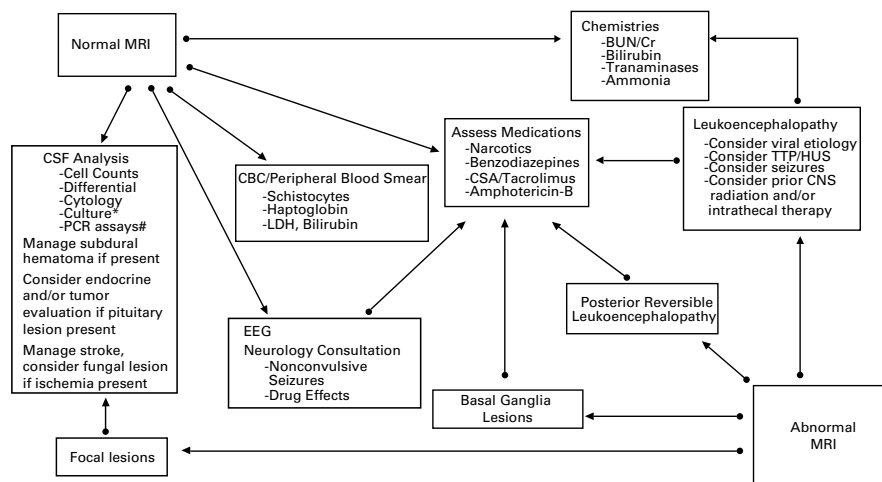 Normal MRI
Chemistries
-BUN/Cr
-Bilirubin
-Tranaminases
-Ammonia
CSF Analysis
-Cell Counts
-Differential
-Cytology
-Culture*
-PCR assays#
Manage subdural
hematoma if present
Consider endocrine
and/or tumor
evaluation if pituitary
lesion present
Manage stroke,
consider fungal lesion
if ischemia present
CBC/Peripheral Blood Smear
-Schistocytes
-Haptoglobin
-LDH, Bilirubin
Assess Medications
-Narcotics
-Benzodiazepines
-CSA/Tacrolimus
-Amphotericin-B
Leukoencephalopathy
-Consider viral etiology
-Consider TTP/HUS
-Consider seizures
-Consider prior CNS
radiation and/or
intrathecal therapy
EEG
Neurology Consultation
-Nonconvulsive
Seizures
-Drug Effects
Posterior Reversible
Leukoencephalopathy
Basal Ganglia
Lesions
Abnormal
MRI
Focal lesions